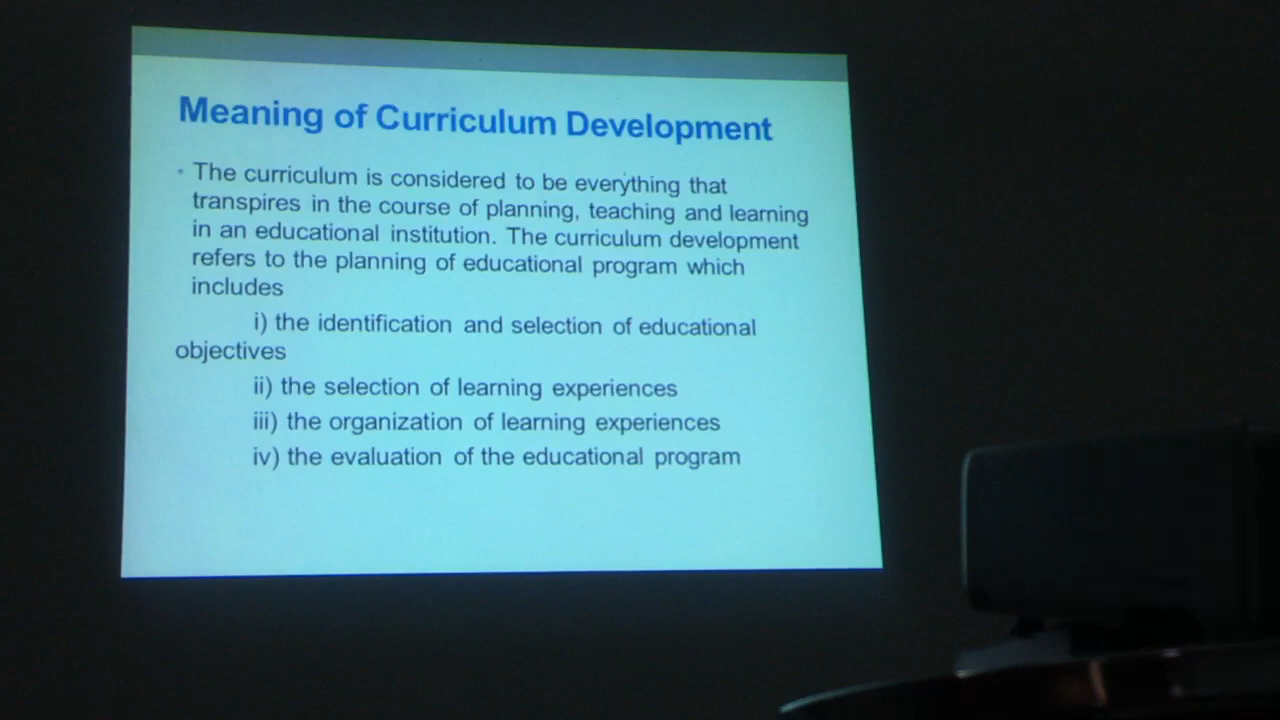 Meaning of Curriculum Development
• The curriculum is considered to be everything that
transpires in the course of planning, teaching and learning
in an educational institution. The curriculum development
refers to the planning of educational program which
includes
i) the identification and selection of educational
objectives
ii) the selection of learning experiences
iii) the organization of learning experiences
iv) the evaluation of the educational program